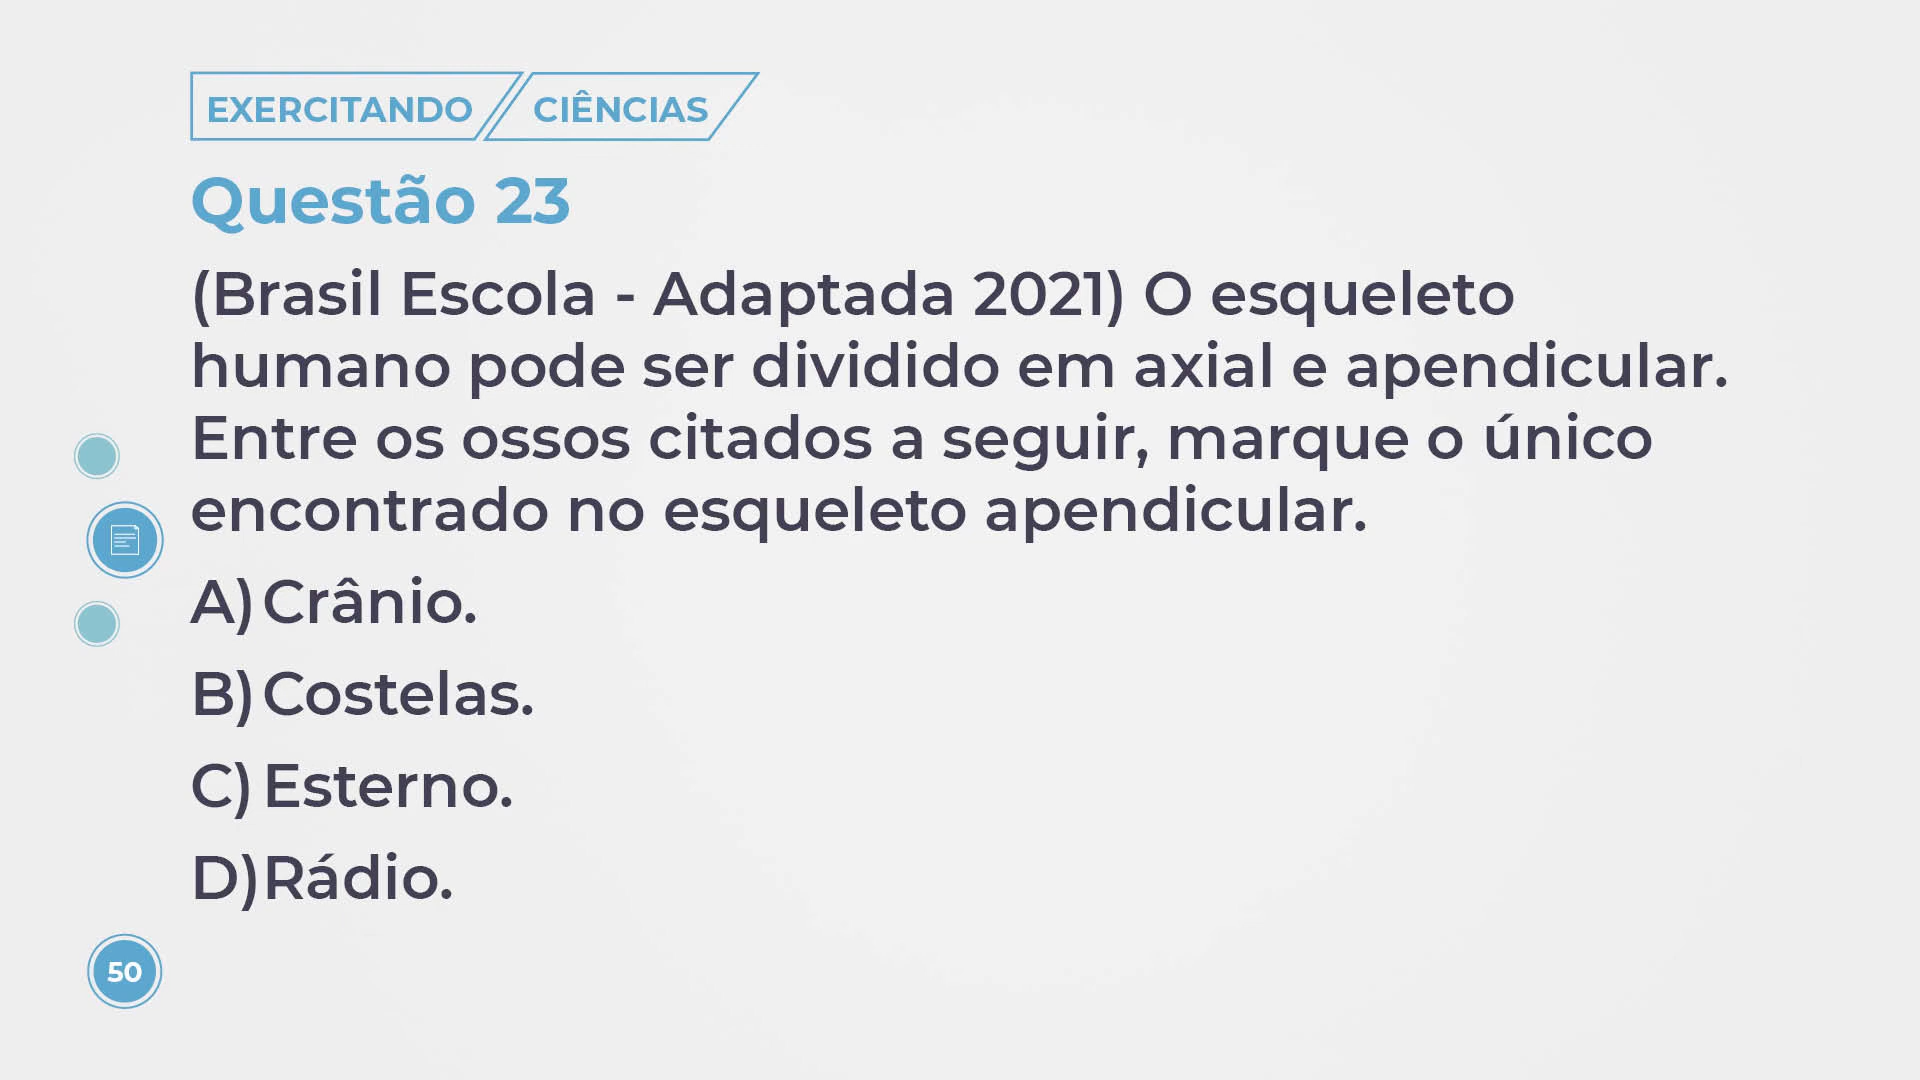 EXERCITANDO CIÊNCIAS
Questão 23
(Brasil Escola - Adaptada 2021) O esqueleto
humano pode ser dividido em axial e apendicular.
Entre os ossos citados a seguir, marque o único
encontrado no esqueleto apendicular.
A) Crânio.
B) Costelas.
C) Esterno.
D) Rádio.
50